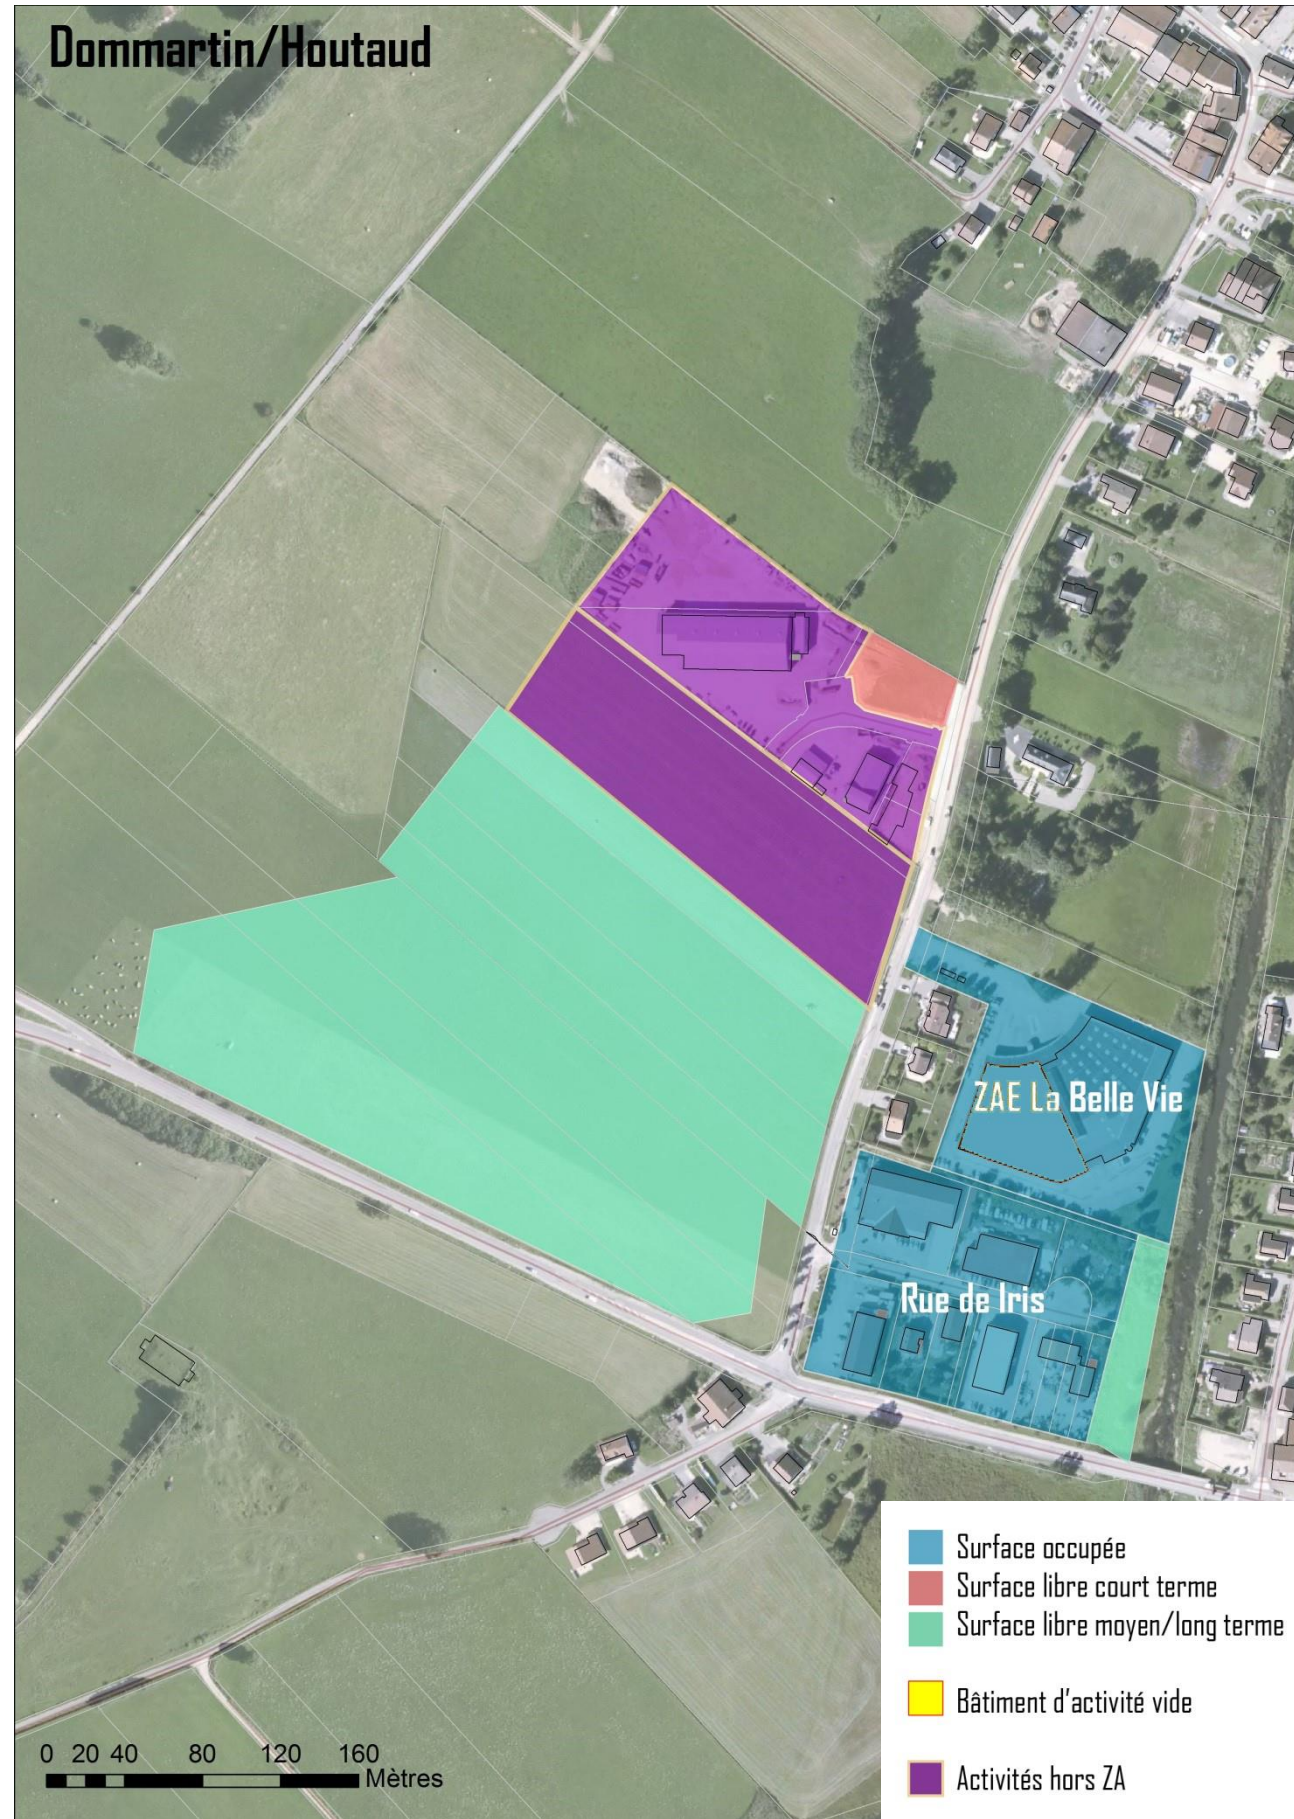 Dommartin/Houtaud
ZAE La Belle Vie
Rue de Iris
Surface occupée
Surface libre court terme
Surface libre moyen/long terme
Bâtiment d'activité vide
Activités hors ZA
0 20 40 80 120 160
Mètres